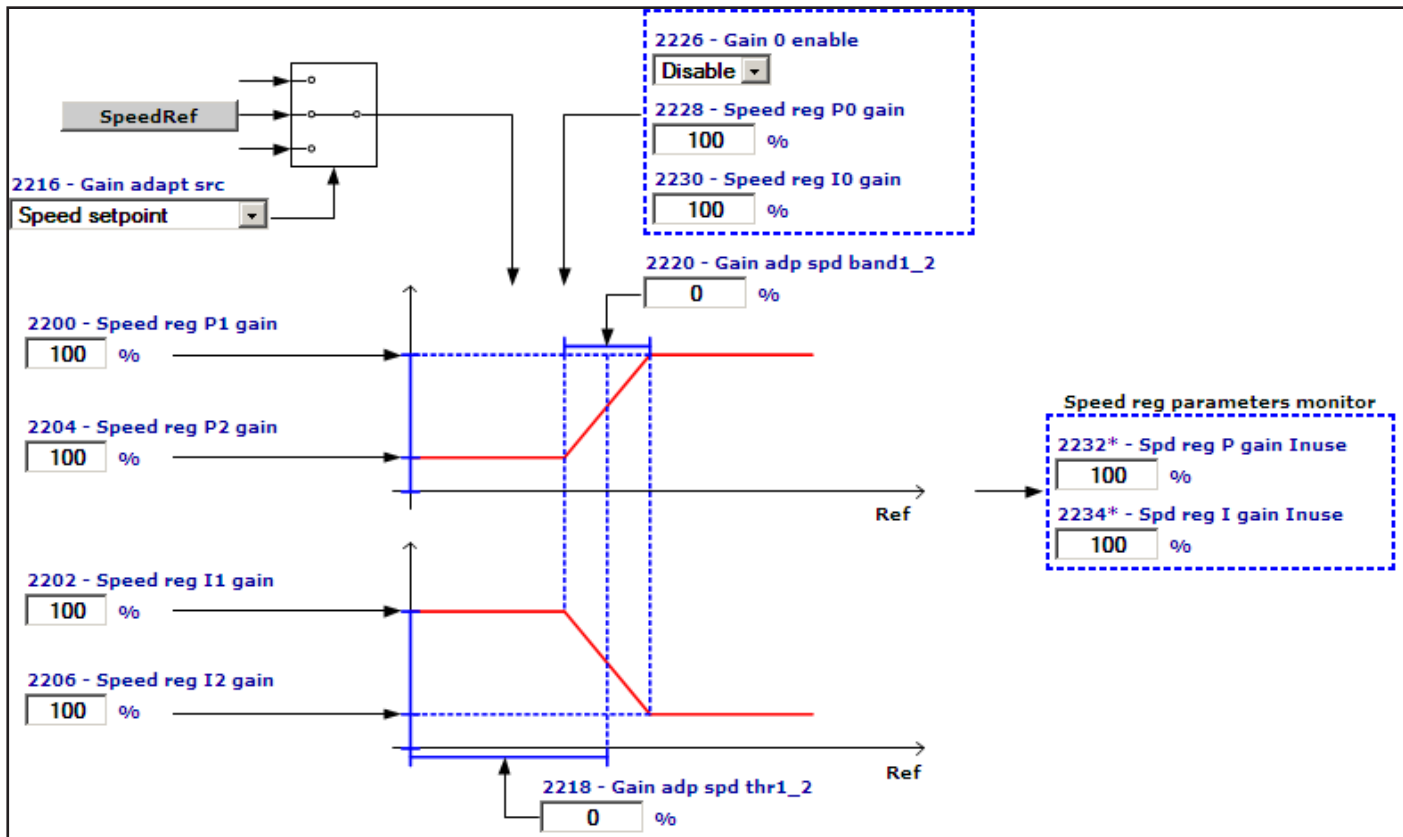 2226 - Gain 0 enable
Disable
SpeedRef
2228 - Speed reg P0 gain
100 %
2216 - Gain adapt src
Speed setpoint
2230 - Speed reg I0 gain
100 %
2220 - Gain adp spd band1_2
0 %
2200 - Speed reg P1 gain
100 %
2204 - Speed reg P2 gain
100 %
Ref
Speed reg parameters monitor
2232* - Spd reg P gain Inuse
100 %
2234* - Spd reg I gain Inuse
100 %
2202 - Speed reg I1 gain
100 %
2206 - Speed reg I2 gain
100 %
Ref
2218 - Gain adp spd thr1_2
0 %